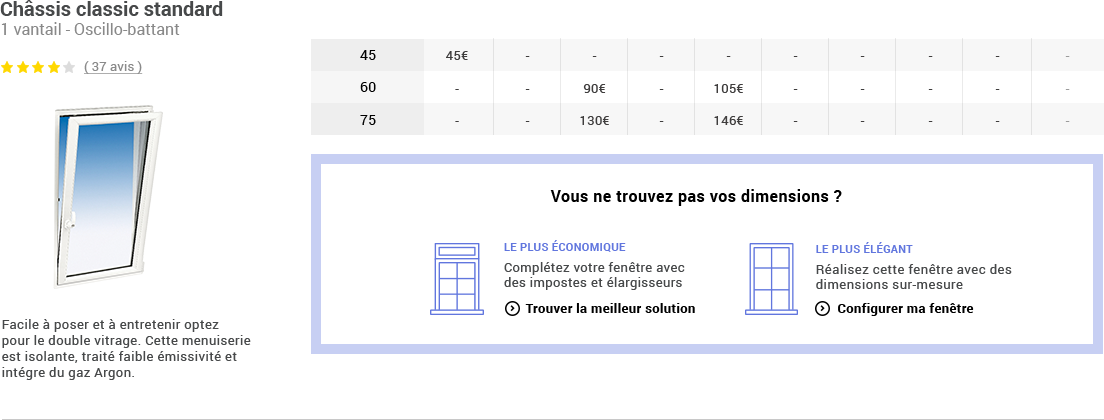 Châssis classic standard
1 vantail - Oscillo-battant
( 37 avis )
45 45€ - - - - - - - - -
60 - - 90€ - 105€ - - - - -
75 - - 130€ - 146€ - - - - -
Vous ne trouvez pas vos dimensions ?
LE PLUS ÉCONOMIQUE
Complétez votre fenêtre avec
des impostes et élargisseurs
Trouver la meilleur solution
LE PLUS ÉLÉGANT
Réalisez cette fenêtre avec des
dimensions sur-mesure
Configurer ma fenêtre
Facile à poser et à entretenir optez
pour le double vitrage. Cette menuiserie
est isolante, traité faible émissivité et
intégre du gaz Argon.